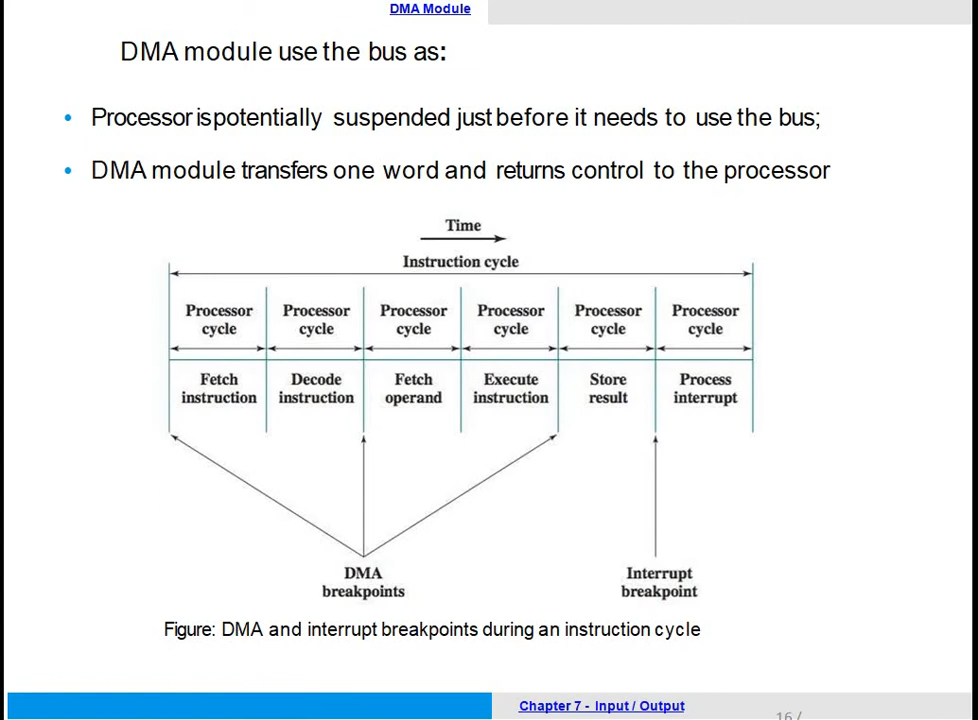 DMA Module
DMA module use the bus as:
• Processor is potentially suspended just before it needs to use the bus;
• DMA module transfers one word and returns control to the processor
Time
Instruction cycle
Processor cycle Processor cycle Processor cycle Processor cycle Processor cycle Processor cycle
Fetch instruction Decode instruction Fetch operand Execute instruction Store result Process interrupt
DMA breakpoints Interrupt breakpoint
Figure: DMA and interrupt breakpoints during an instruction cycle
Chapter 7 - Input / Output
16 /